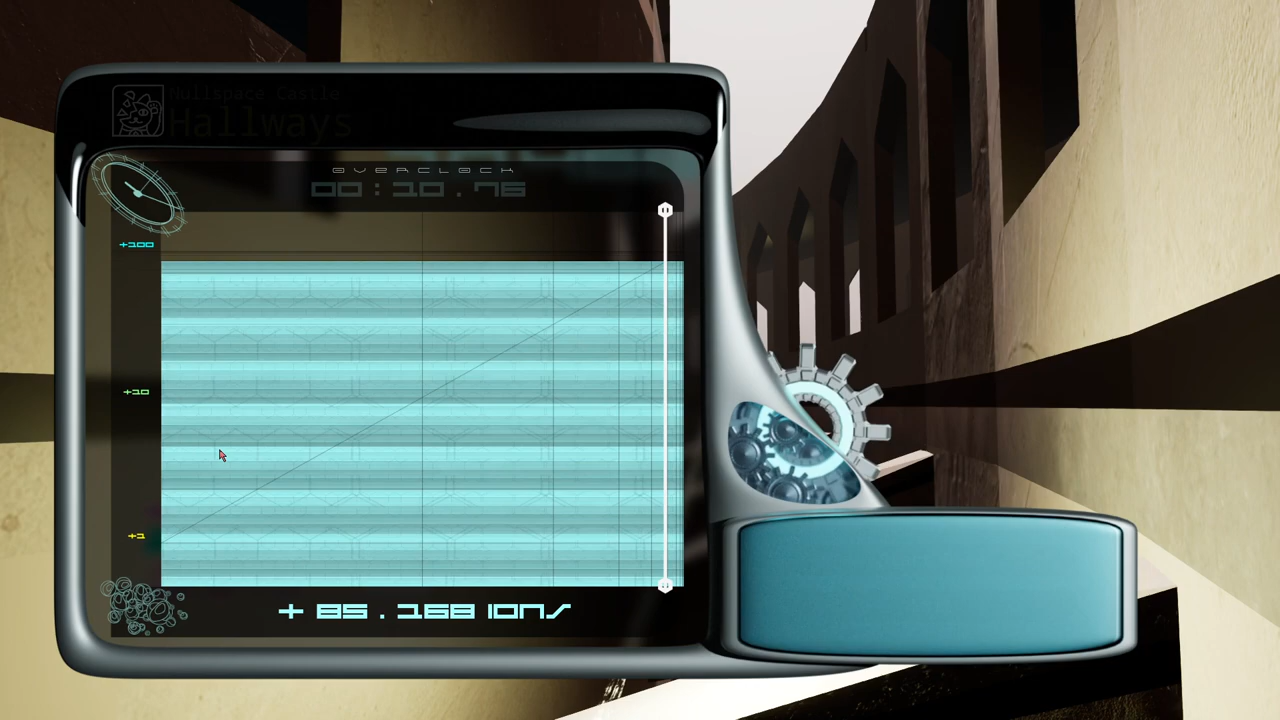 Nullspace Castle
Hallways
OVERCLOCK
00:10.76
+100
+10
+1
+ 85.168 IONS